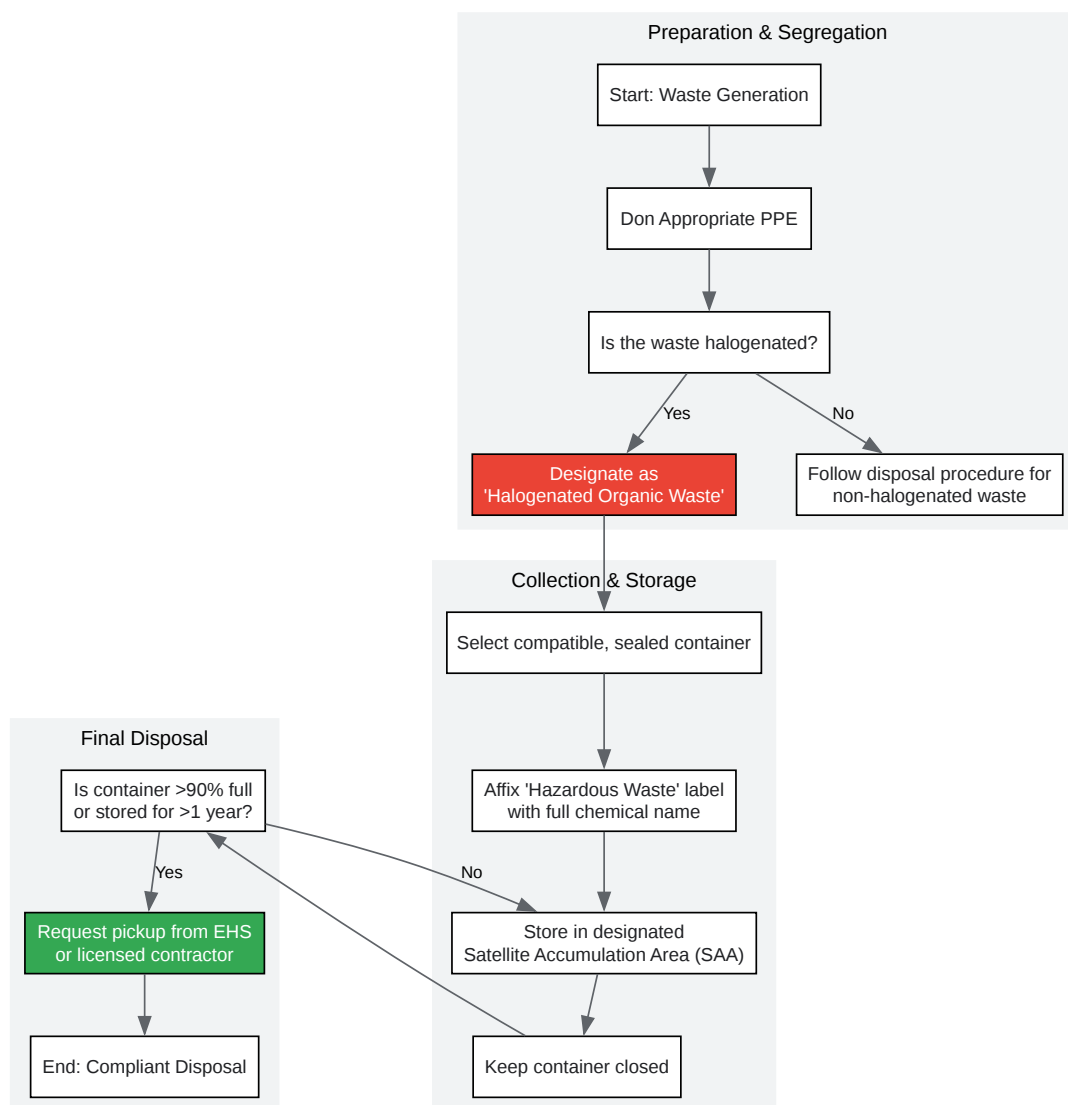 Preparation & Segregation
Start: Waste Generation
Don Appropriate PPE
Is the waste halogenated?
Yes
No
Designate as
'Halogenated Organic Waste'
Follow disposal procedure for
non-halogenated waste
Collection & Storage
Select compatible, sealed container
Affix 'Hazardous Waste' label
with full chemical name
Store in designated
Satellite Accumulation Area (SAA)
Keep container closed
Final Disposal
Is container >90% full
or stored for >1 year?
Yes
No
Request pickup from EHS
or licensed contractor
End: Compliant Disposal